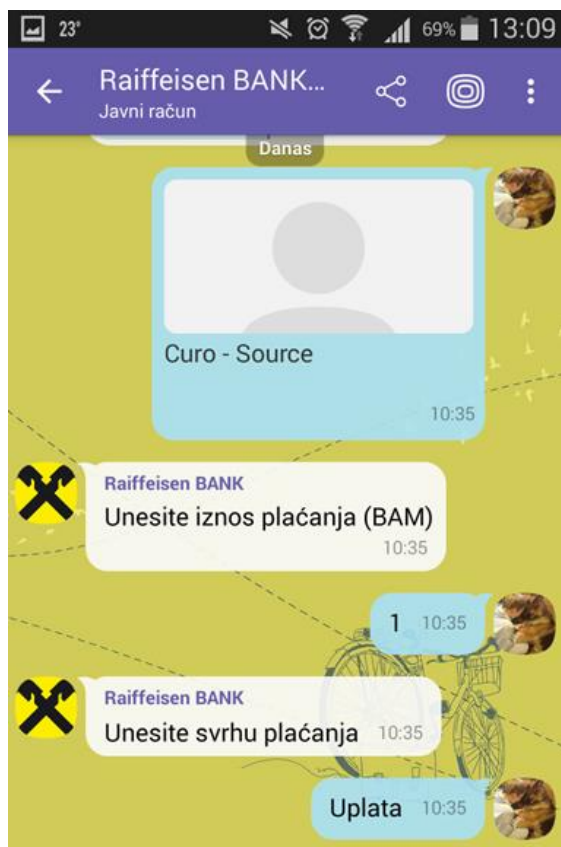 23°
69%
13:09
Raiffeisen BANK...
Javni račun
Danas
Curo - Source
10:35
Raiffeisen BANK
Unesite iznos plaćanja (BAM)
10:35
1 10:35
Raiffeisen BANK
Unesite svrhu plaćanja 10:35
Uplata 10:35